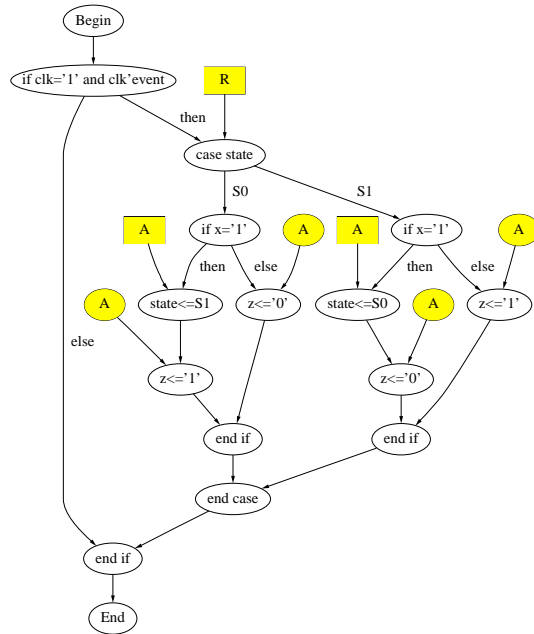 Begin
if clk='1' and clk'event
R
then
case state
S0
S1
A
if x='1'
A
A
if x='1'
A
then
else
then
else
A
state<=S1
z<='0'
state<=S0
A
z<='1'
else
z<='1'
z<='0'
end if
end if
end case
end if
End